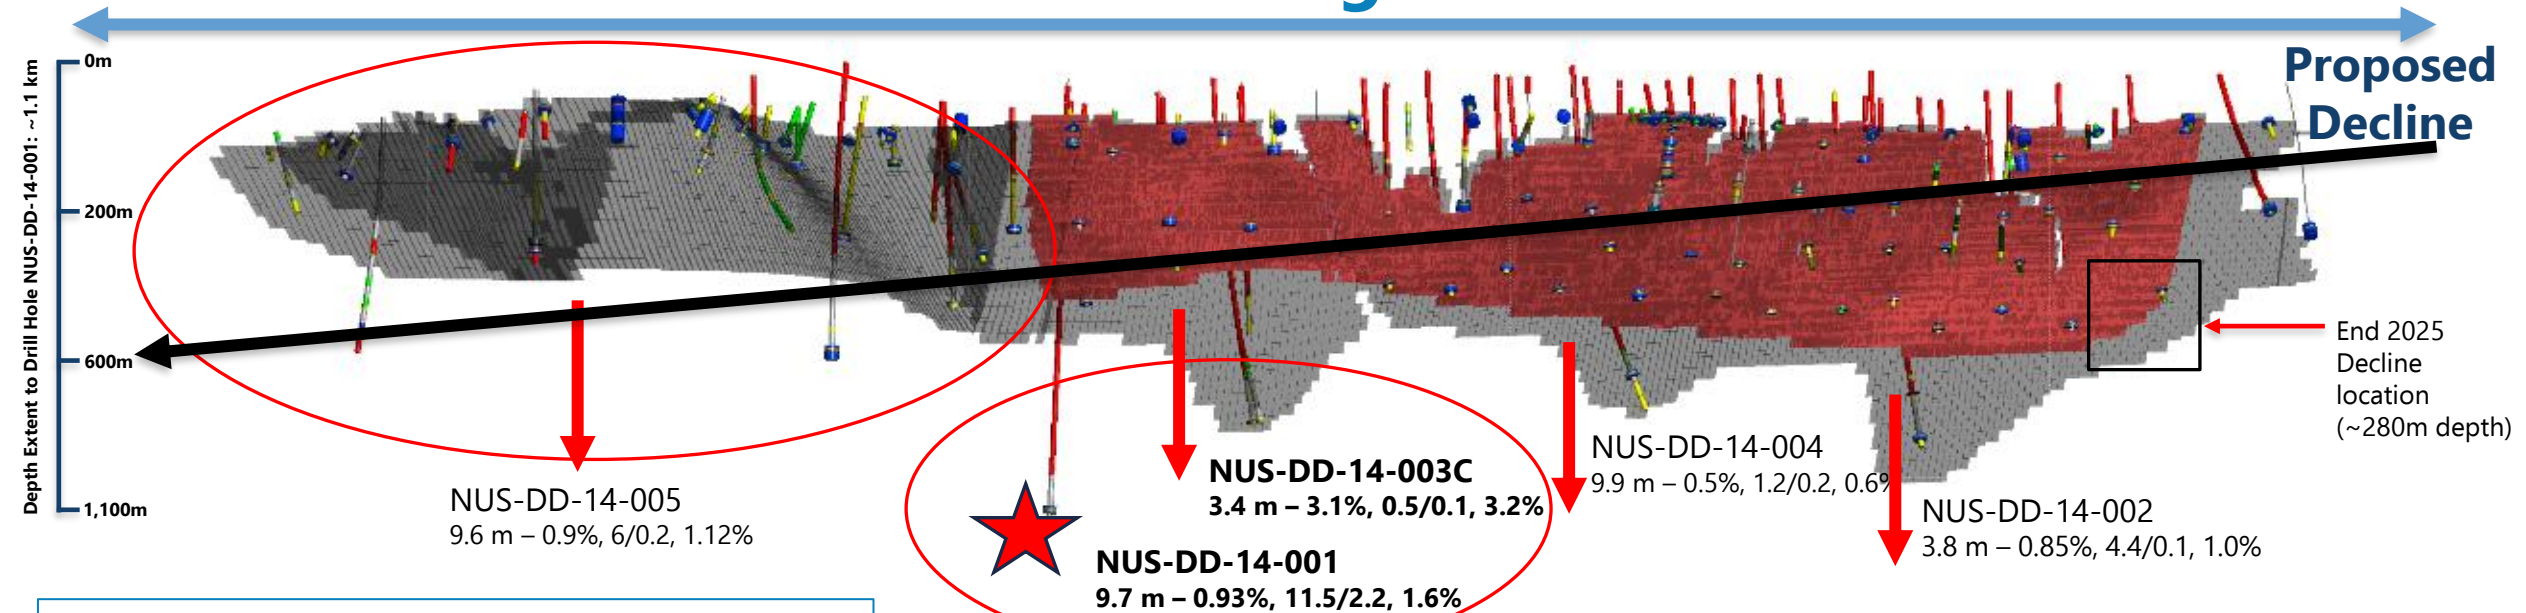 0m
200m
600m
1,100m
Depth Extent to Drill Hole NUS-DD-14-001: ~1.1 km
Proposed
Decline
End 2025
Decline
location
(~280m depth)
NUS-DD-14-005
9.6 m – 0.9%, 6/0.2, 1.12%
NUS-DD-14-003C
3.4 m – 3.1%, 0.5/0.1, 3.2%
NUS-DD-14-001
9.7 m – 0.93%, 11.5/2.2, 1.6%
NUS-DD-14-004
9.9 m – 0.5%, 1.2/0.2, 0.6%
NUS-DD-14-002
3.8 m – 0.85%, 4.4/0.1, 1.0%